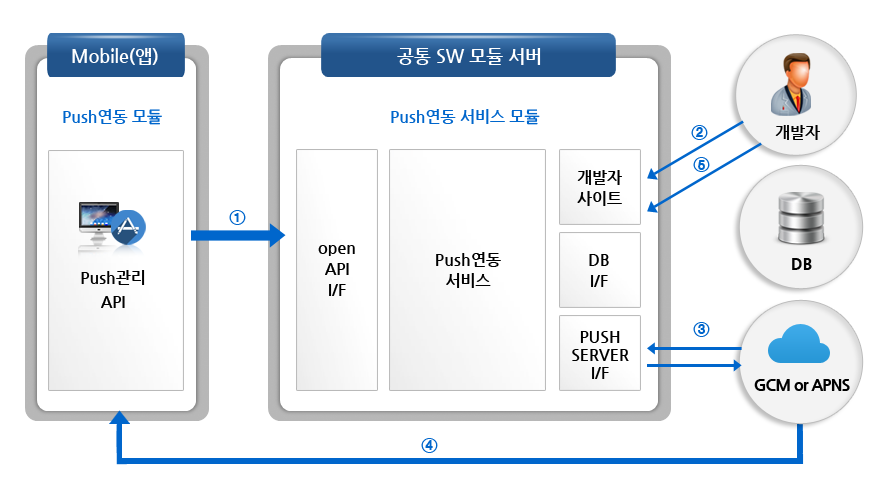 Mobile(앱)
공통 SW 모듈 서버
Push연동 모듈
Push연동 서비스 모듈
개발자
②
⑤
①
③
④
Push관리
API
open
API
I/F
Push연동
서비스
개발자
사이트
DB
I/F
PUSH
SERVER
I/F
DB
GCM or APNS